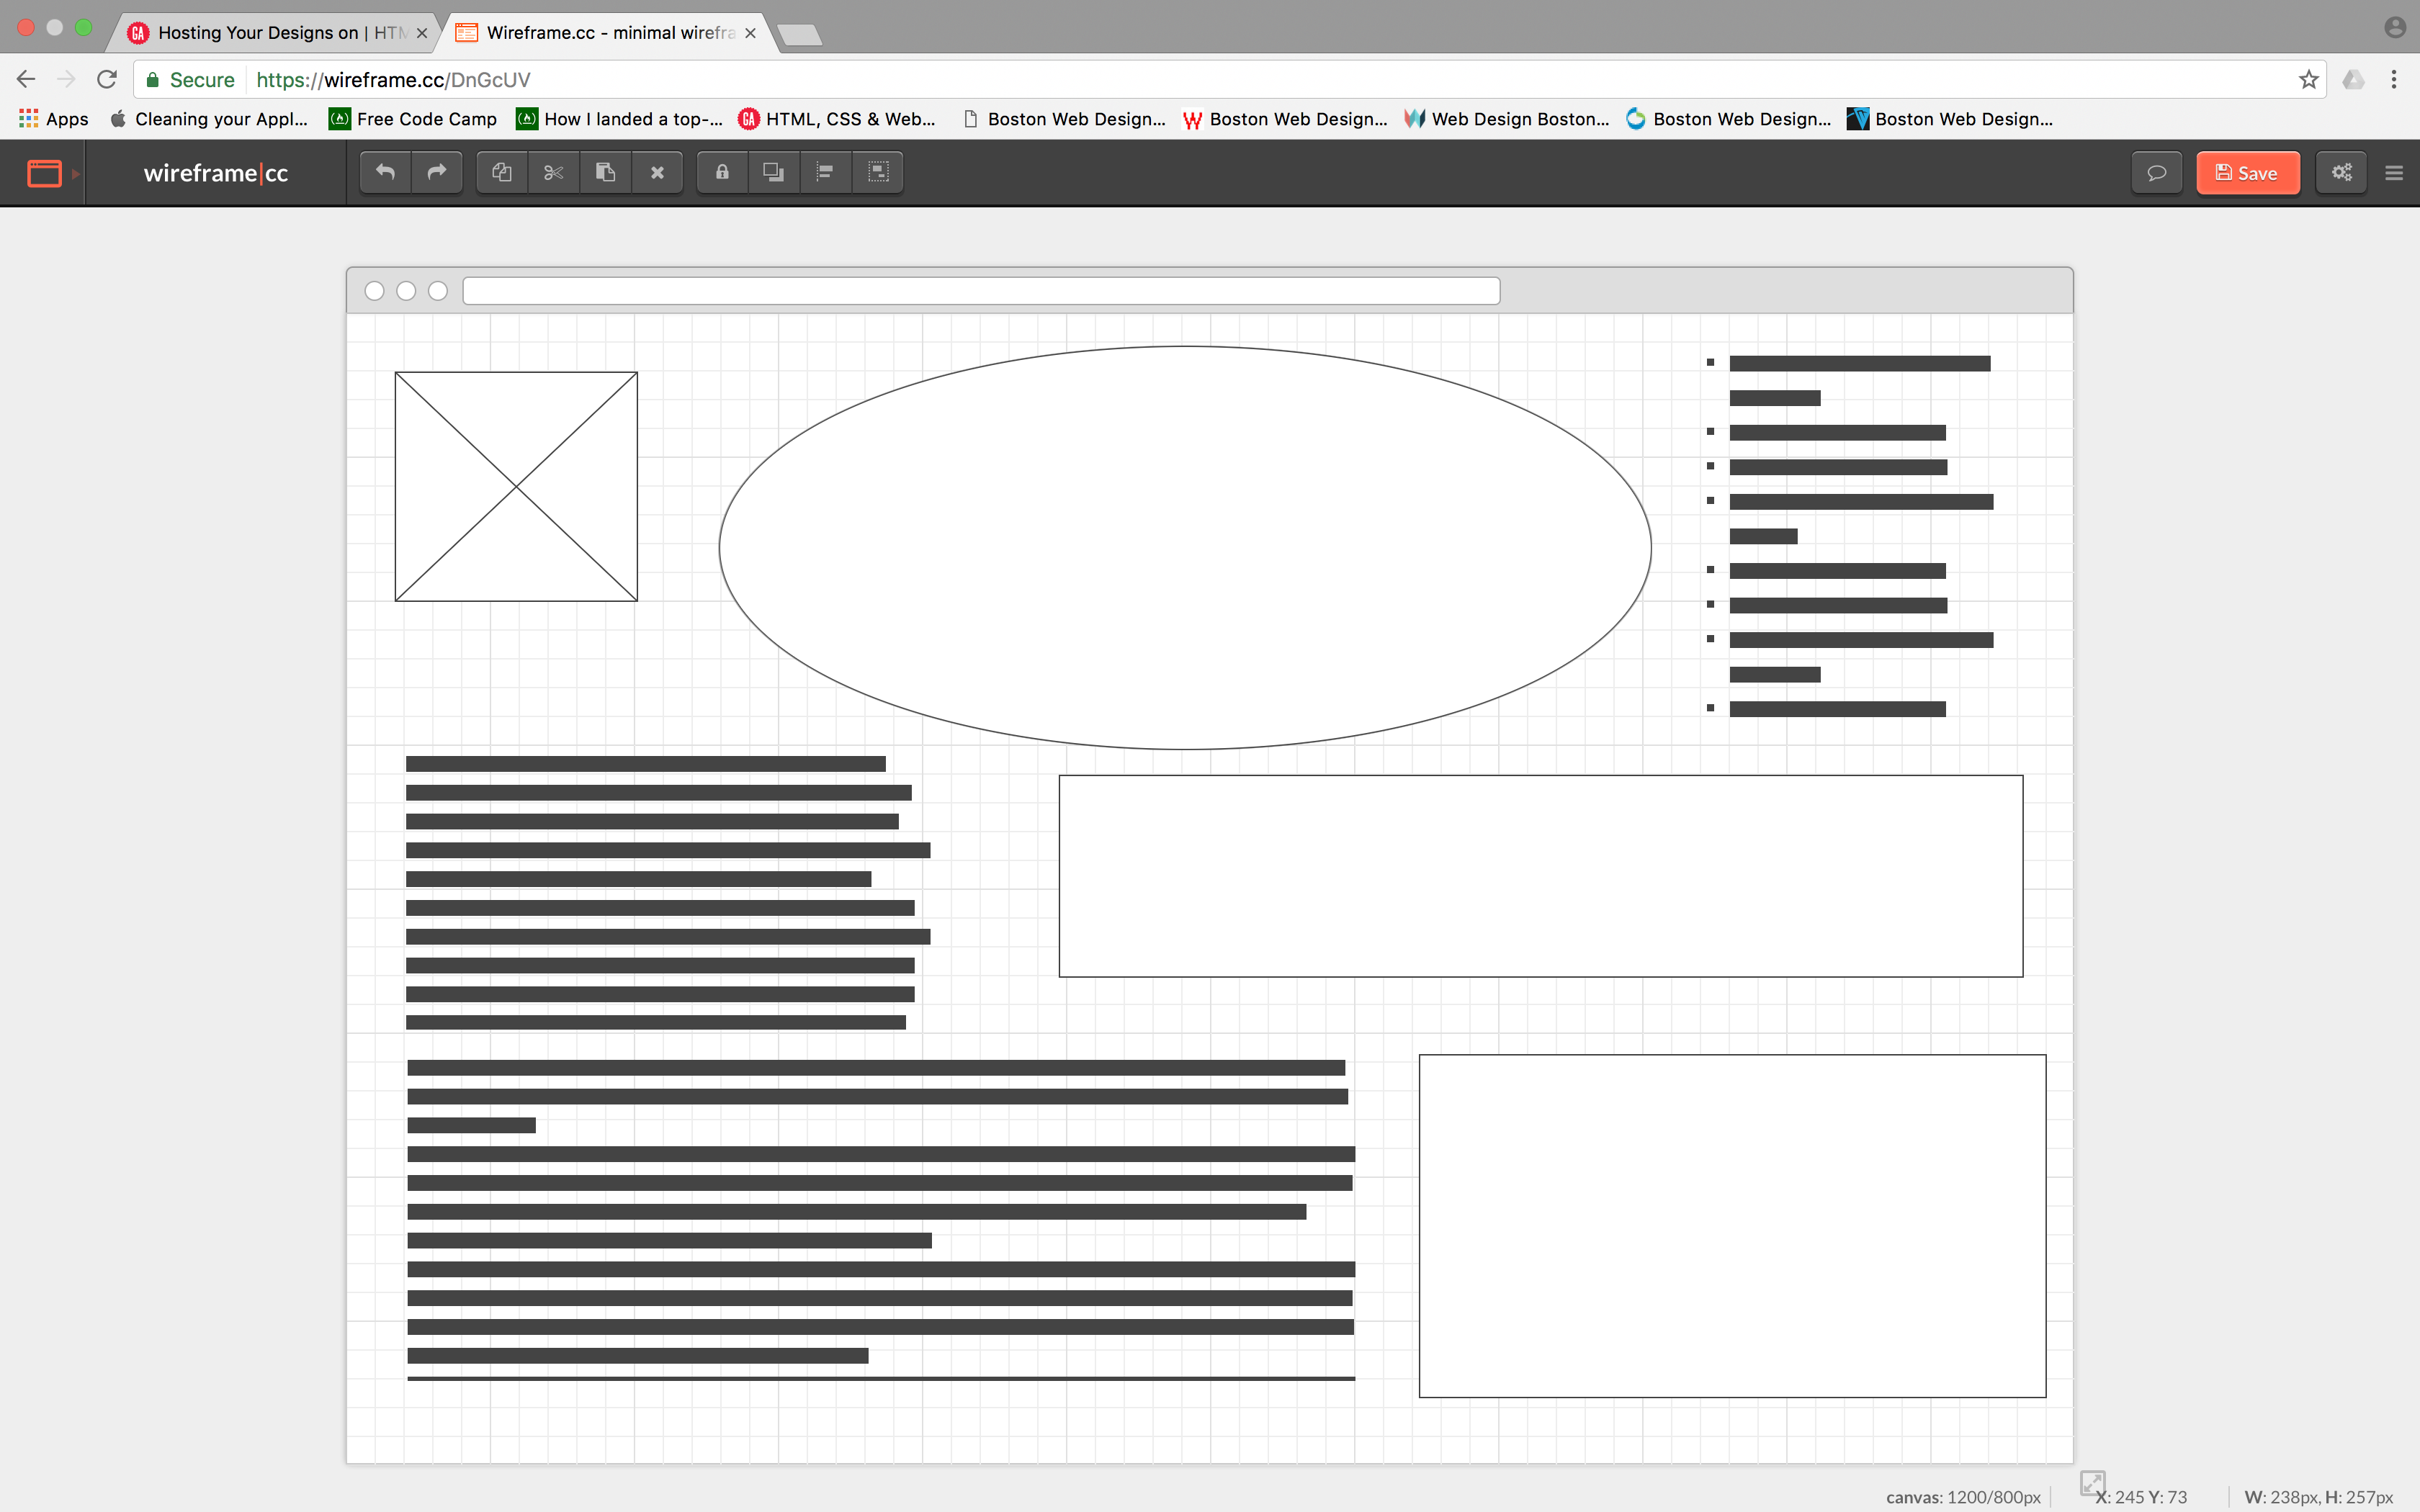 Hosting Your Designs on | HTM
Wireframe.cc - minimal wirefra
Secure https://wireframe.cc/DnGcUV
Apps Cleaning your Appl... Free Code Camp How I landed a top-... GA HTML, CSS & Web... Boston Web Design... Boston Web Design... Web Design Boston... Boston Web Design... Boston Web Design...
wireframe|cc Save
canvas: 1200/800px X: 245 Y: 73 W: 238px, H: 257px